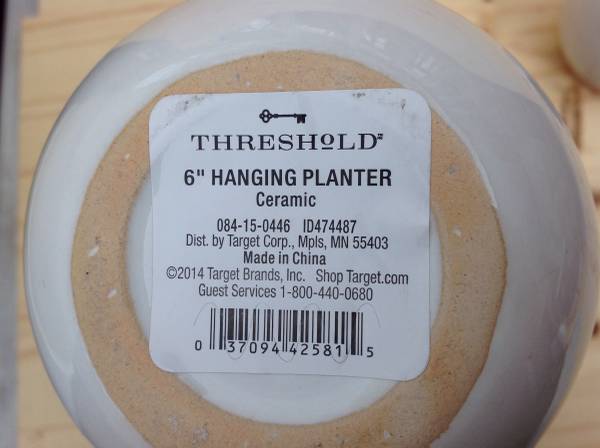 THRESHOLD™
6" HANGING PLANTER
Ceramic
084-15-0446 ID474487
Dist. by Target Corp., Mpls, MN 55403
Made in China
©2014 Target Brands, Inc. Shop Target.com
Guest Services 1-800-440-0680
0 37094 42581 5